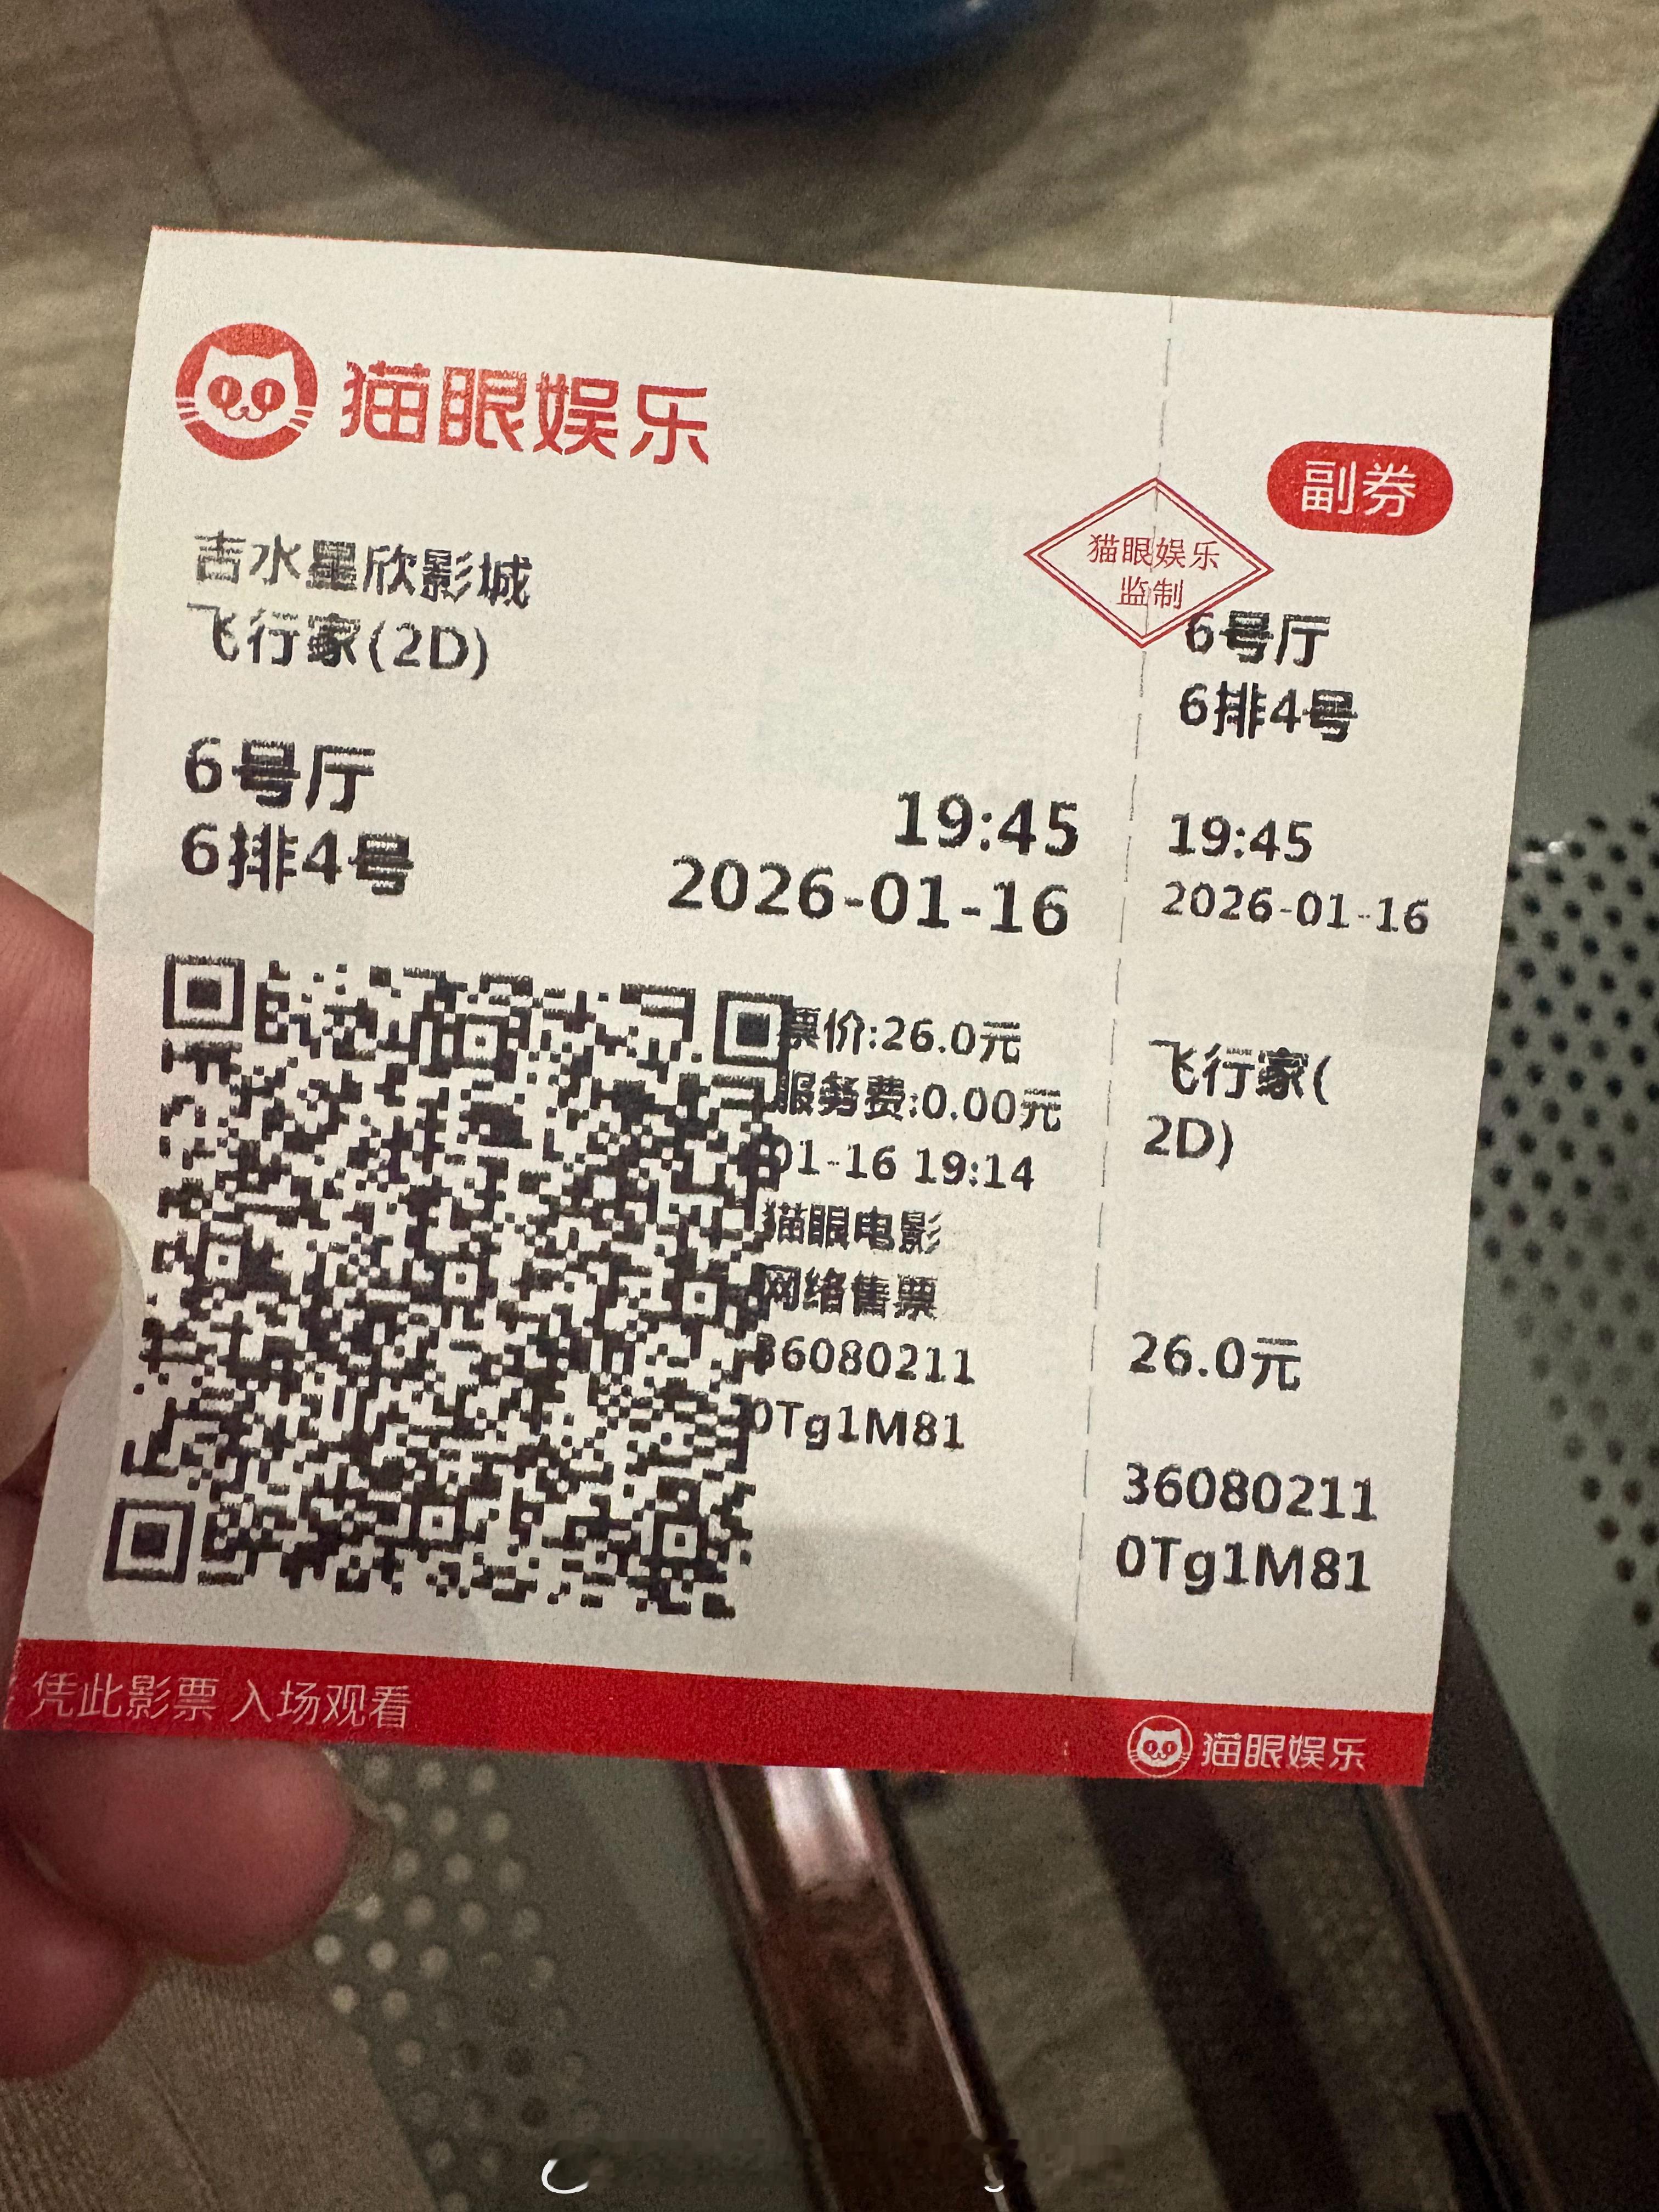 猫眼娱乐
吉水星欣影城
飞行家(2D)
6号厅
6排4号
19:45
2026-01-16
票价:26.0元
服务费:0.00元
01-16 19:14
猫眼电影
网络售票
36080211
0Tg1M81
凭此影票 入场观看
副券
猫眼娱乐
监制
6号厅
6排4号
19:45
2026-01-16
飞行家(
2D)
26.0元
36080211
0Tg1M81
猫眼娱乐